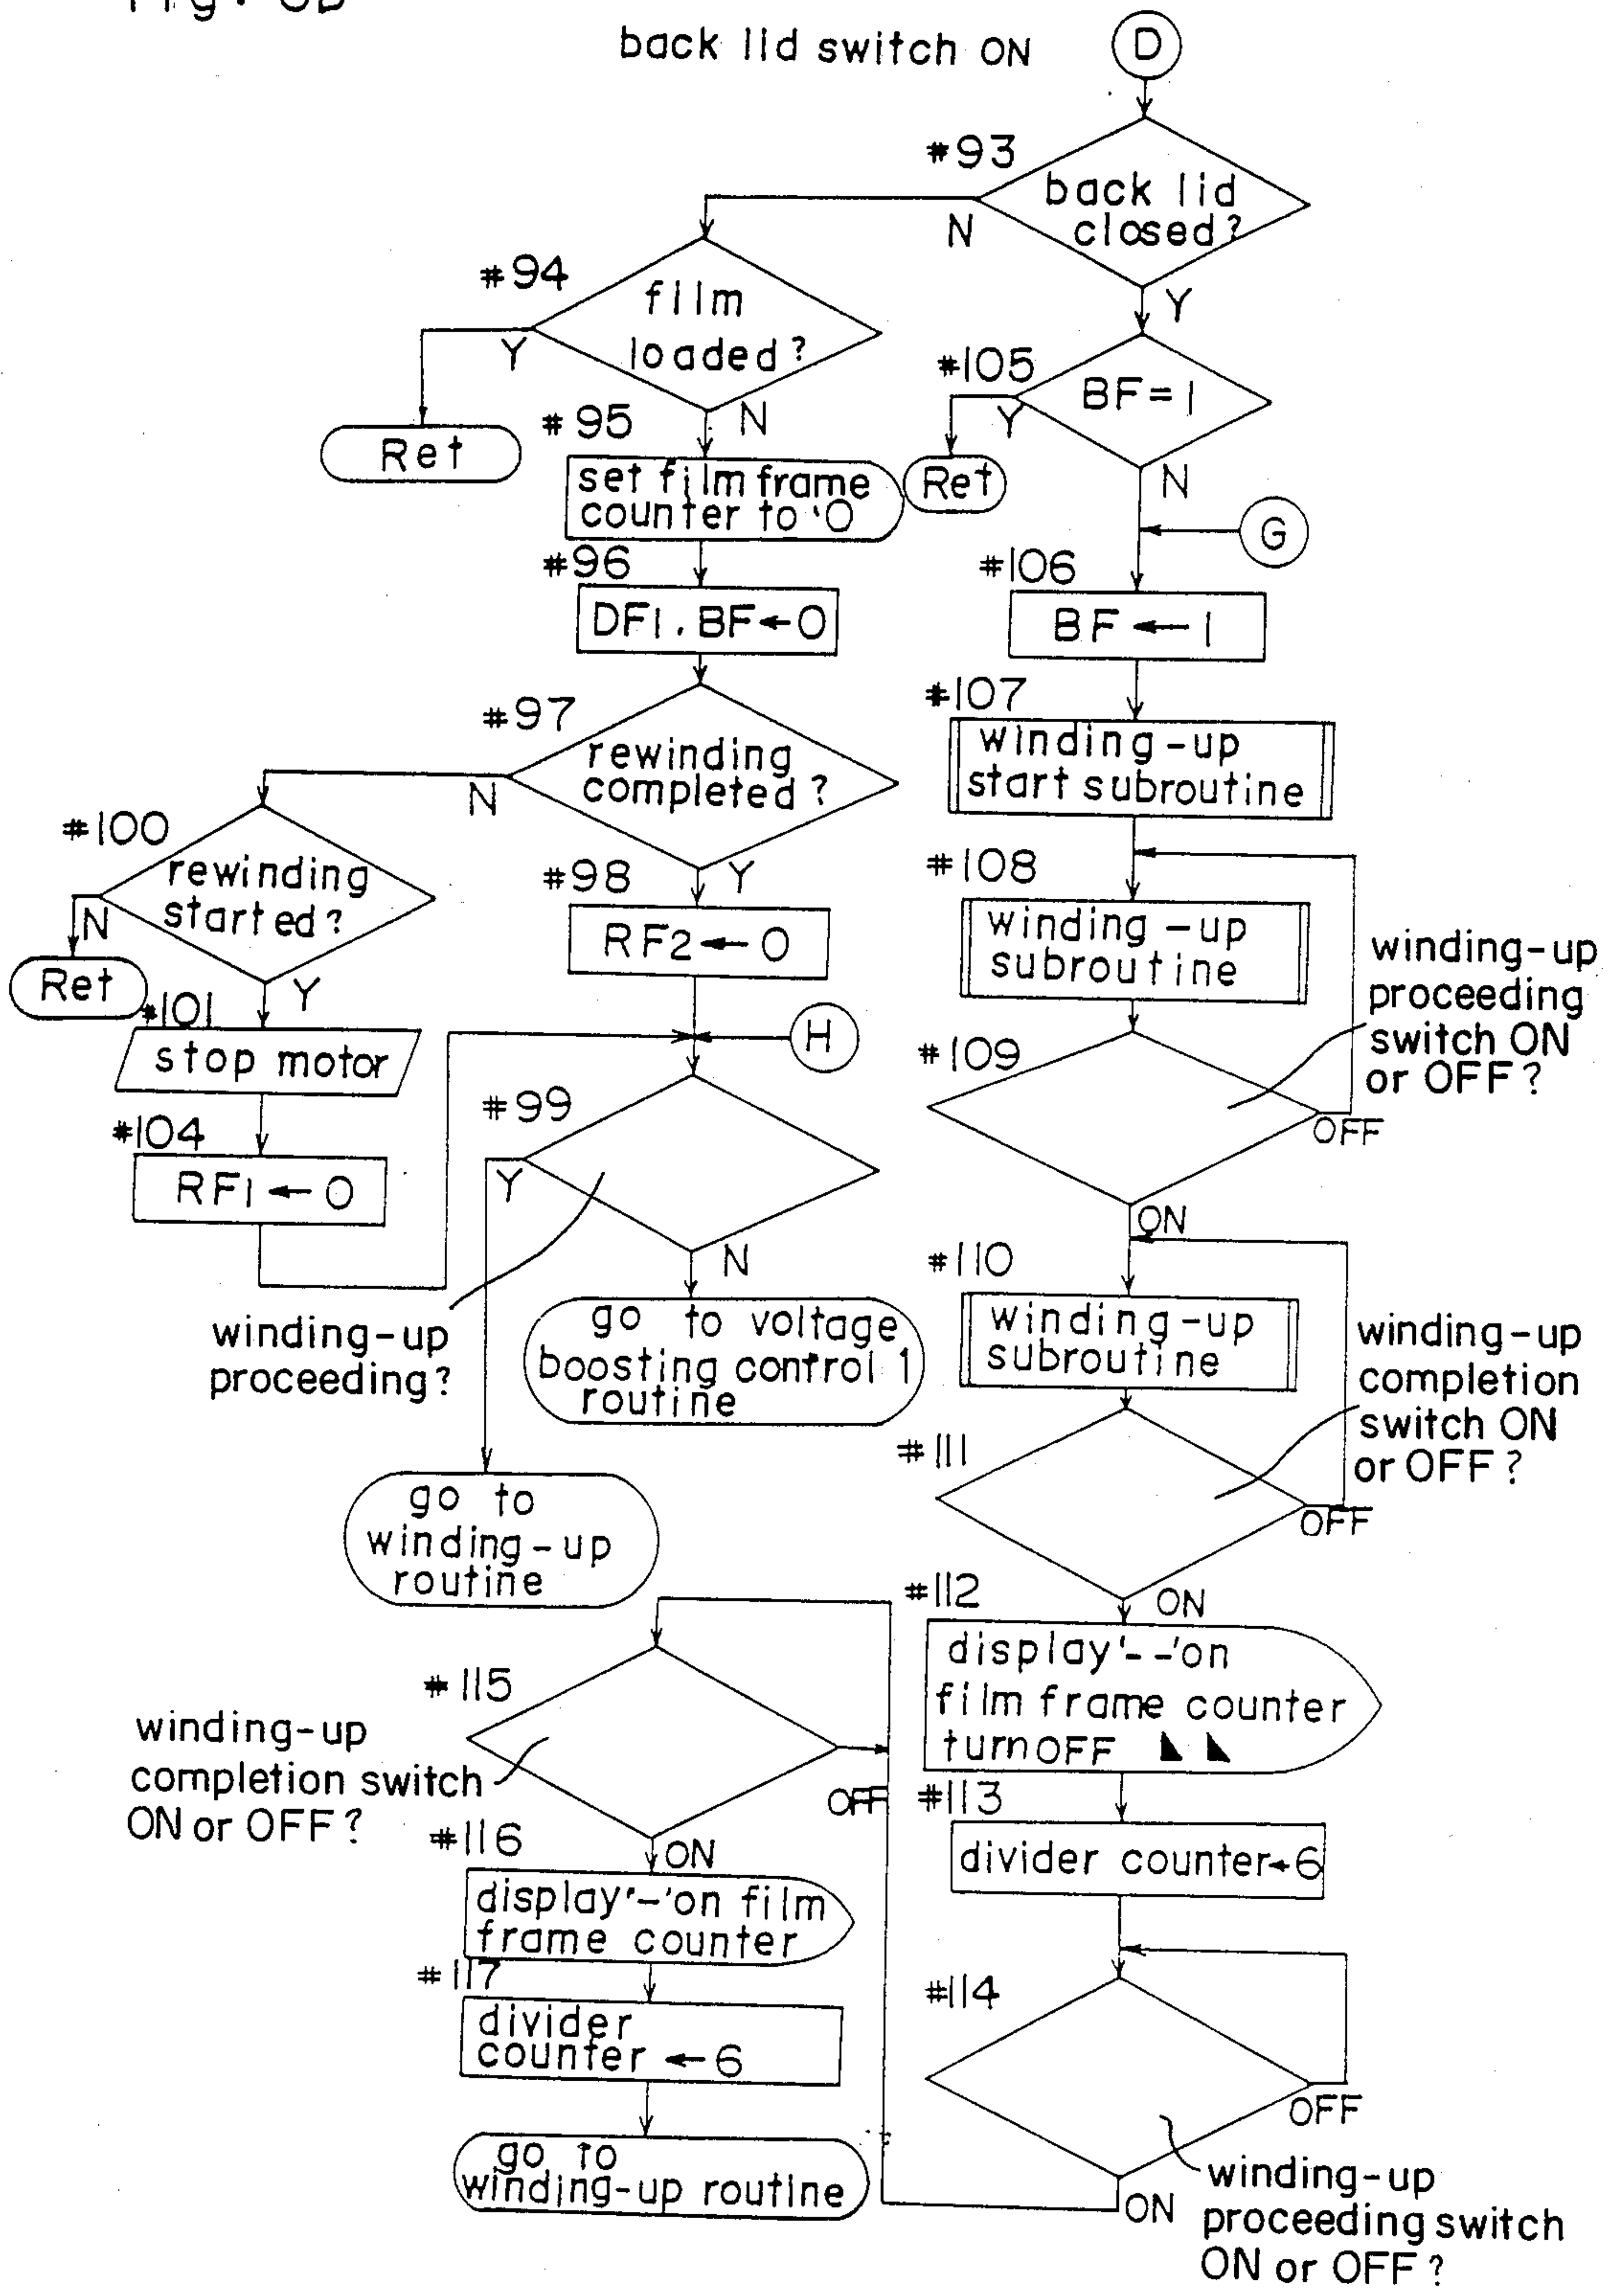 back lid switch ON
D
#93
back lid
closed?
N
Y
#94
film
loaded?
Y
N
Ret
#95
set film frame
counter to '0
#96
DF1, BF←0
#97
rewinding
completed?
N
Y
#100
rewinding
started?
N
Y
Ret
#101
stop motor
#104
RF1←0
#98
RF2←0
H
#99
Y
N
winding-up
proceeding?
go to voltage
boosting control 1
routine
go to
winding-up
routine
#105
BF=1
Y
N
Ret
G
#106
BF←1
#107
winding-up
start subroutine
#108
winding-up
subroutine
#109
winding-up
proceeding
switch ON
or OFF?
OFF
ON
#110
winding-up
subroutine
#111
winding-up
completion
switch ON
or OFF?
OFF
ON
#112
display'--'on
film frame counter
turn OFF
#113
divider counter←6
#114
OFF
ON
winding-up
proceeding switch
ON or OFF?
#115
winding-up
completion switch
ON or OFF?
OFF
ON
#116
display'-'on film
frame counter
#117
divider
counter ←6
go to
winding-up routine